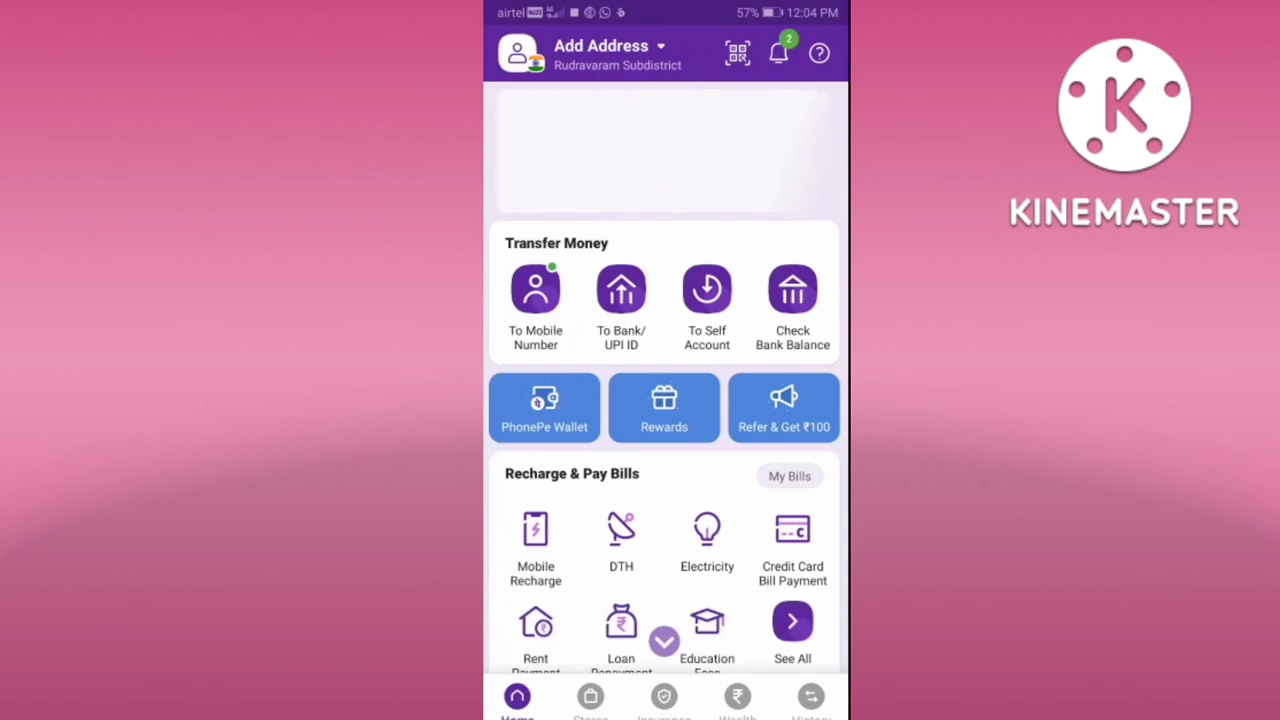 airtel 57% 12:04 PM
Add Address
Rudravaram Subdistrict
2
K
KINEMASTER
Transfer Money
To Mobile Number
To Bank/ UPI ID
To Self Account
Check Bank Balance
PhonePe Wallet
Rewards
Refer & Get ₹100
Recharge & Pay Bills
My Bills
Mobile Recharge
DTH
Electricity
Credit Card Bill Payment
Rent Payment
Loan Repayment
Education Fees
See All
Home
Stores
Insurance
Wealth
History